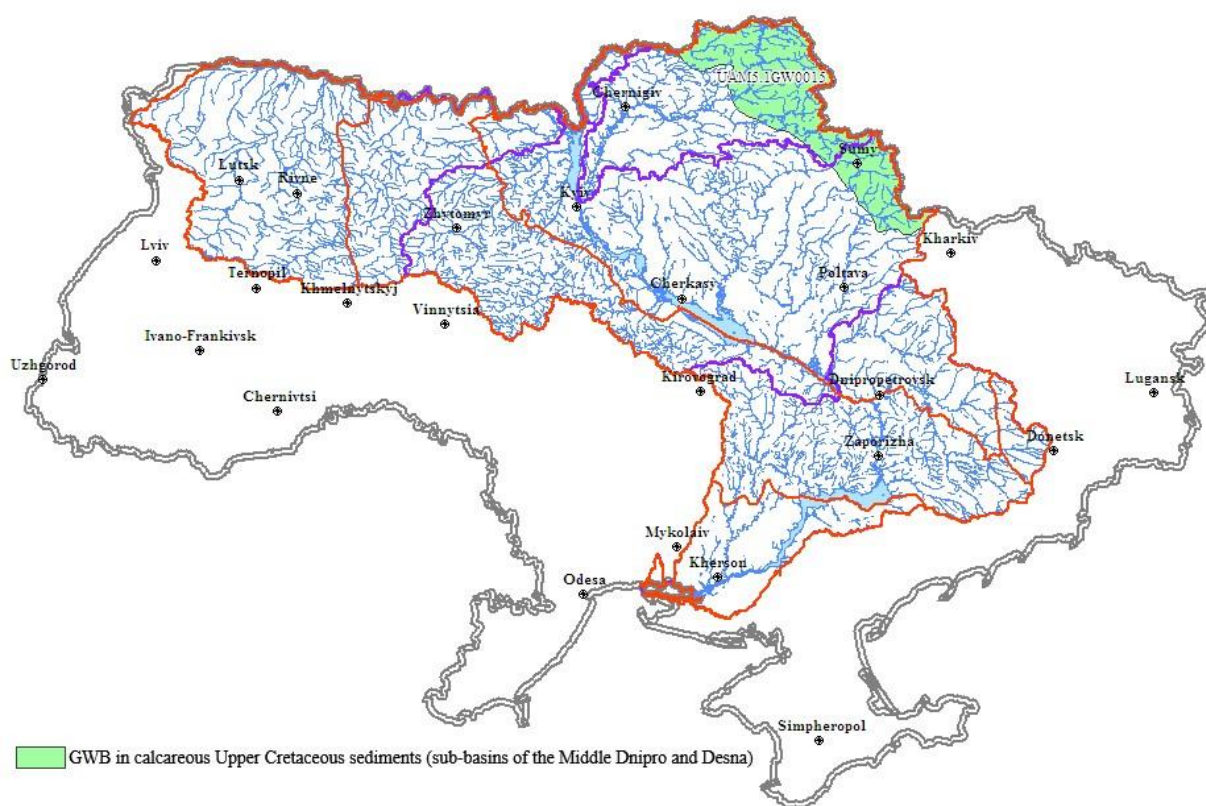 UAM5.1GW0015
Chernigiv
Sumy
Lutsk
Rivne
Kyiv
Zhytomyr
Lviv
Kharkiv
Ternopil
Khmelnytskyj
Cherkasy
Poltava
Vinnytsia
Ivano-Frankivsk
Uzhgorod
Kirovograd
Dnipropetrovsk
Lugansk
Chernivtsi
Zaporizha
Donetsk
Mykolaiv
Kherson
Odesa
Simpheropol
GWB in calcareous Upper Cretaceous sediments (sub-basins of the Middle Dnipro and Desna)